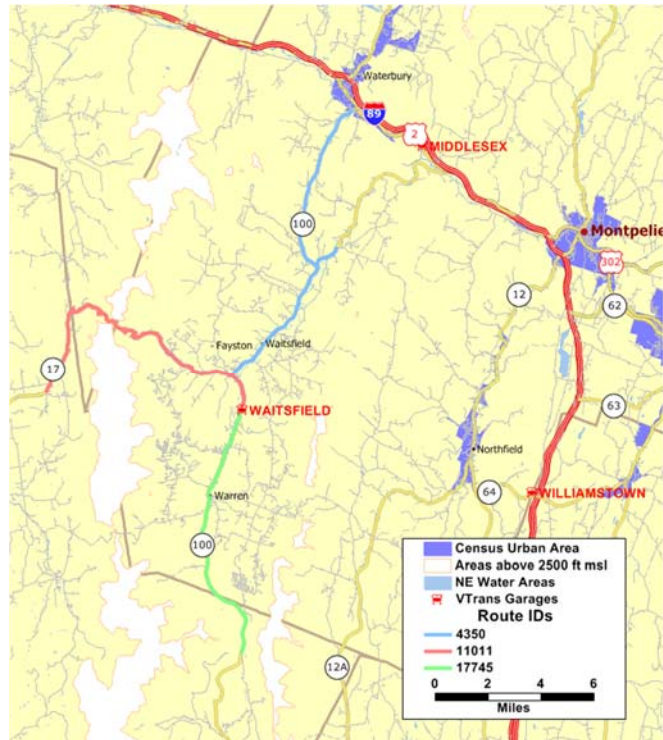 Waterbury
89
2
MIDDLESEX
100
Montpelie
302
12
62
Fayston
Waitsfield
17
WAITSFIELD
63
Northfield
64
WILLIAMSTOWN
Warren
100
12A
Census Urban Area
Areas above 2500 ft msl
NE Water Areas
VTrans Garages
Route IDs
4350
11011
17745
0 2 4 6
Miles